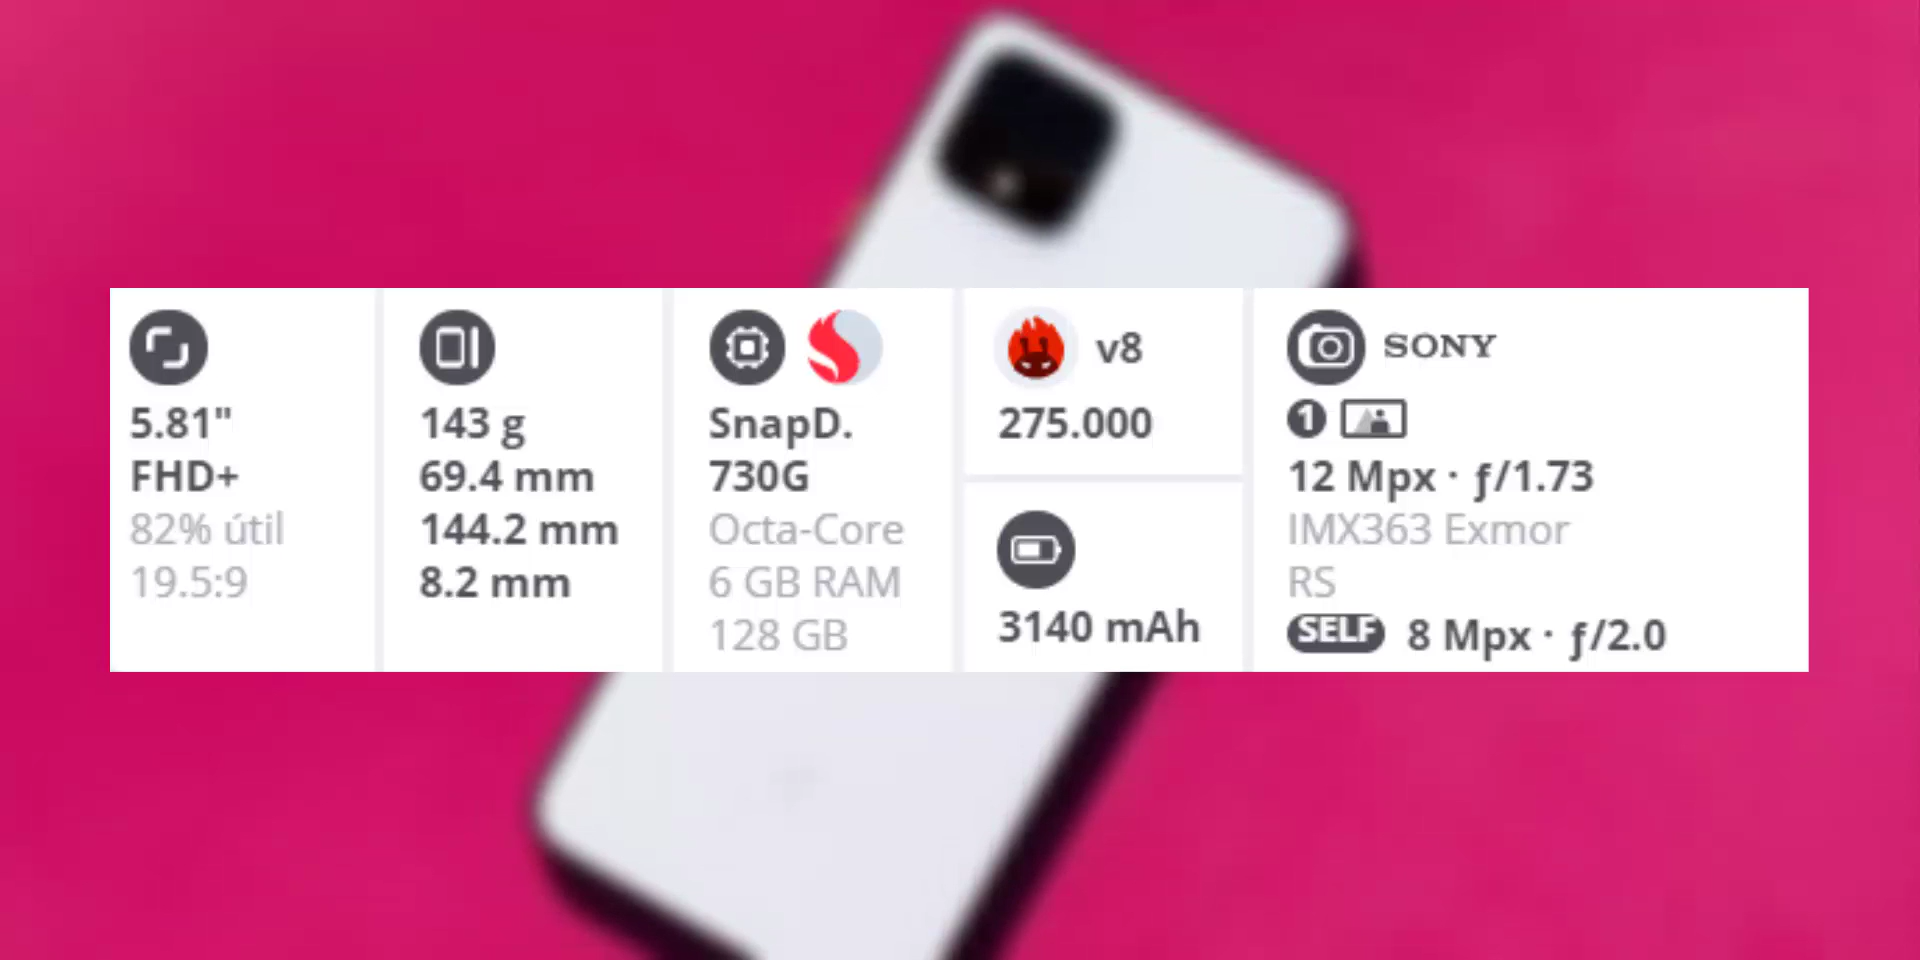 5.81"
FHD+
82% útil
19.5:9
143 g
69.4 mm
144.2 mm
8.2 mm
SnapD.
730G
Octa-Core
6 GB RAM
128 GB
v8
275.000
3140 mAh
SONY
1
12 Mpx · ƒ/1.73
IMX363 Exmor
RS
SELF 8 Mpx · ƒ/2.0